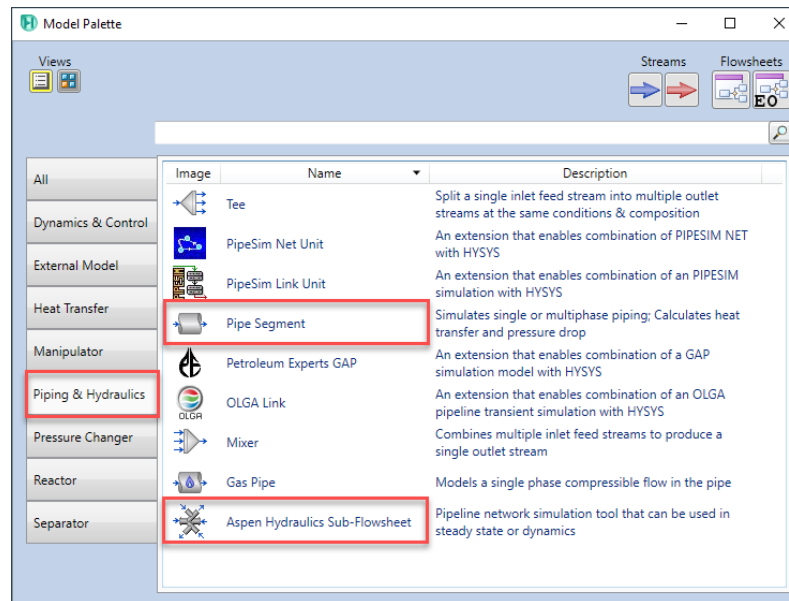 Model Palette
Views
Streams
Flowsheets
EO
All
Dynamics & Control
External Model
Heat Transfer
Manipulator
Piping & Hydraulics
Pressure Changer
Reactor
Separator
Image Name Description
Tee
Split a single inlet feed stream into multiple outlet
streams at the same conditions & composition
PipeSim Net Unit
An extension that enables combination of PIPESIM NET
with HYSYS
PipeSim Link Unit
An extension that enables combination of an PIPESIM
simulation with HYSYS
Pipe Segment
Simulates single or multiphase piping; Calculates heat
transfer and pressure drop
Petroleum Experts GAP
An extension that enables combination of a GAP
simulation model with HYSYS
OLGA
OLGA Link
An extension that enables combination of an OLGA
pipeline transient simulation with HYSYS
Mixer
Combines multiple inlet feed streams to produce a
single outlet stream
Gas Pipe
Models a single phase compressible flow in the pipe
Aspen Hydraulics Sub-Flowsheet
Pipeline network simulation tool that can be used in
steady state or dynamics